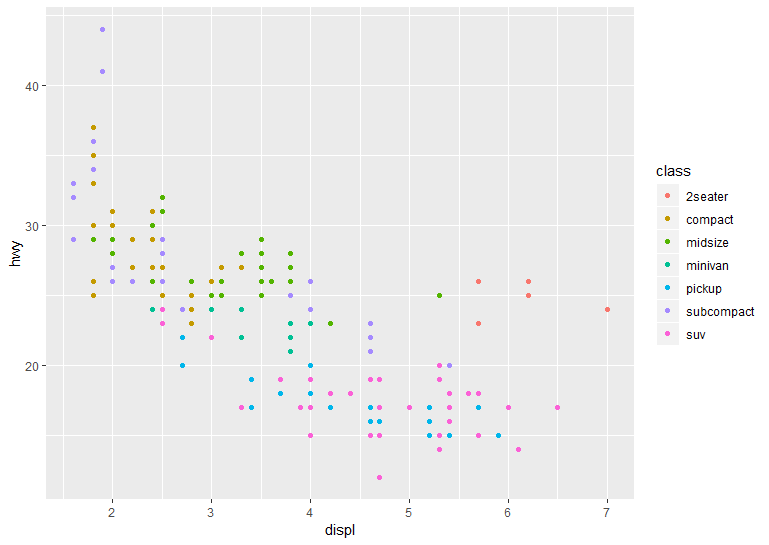 hwy
40
30
20
2 3 4 5 6 7
displ
class
2seater
compact
midsize
minivan
pickup
subcompact
suv